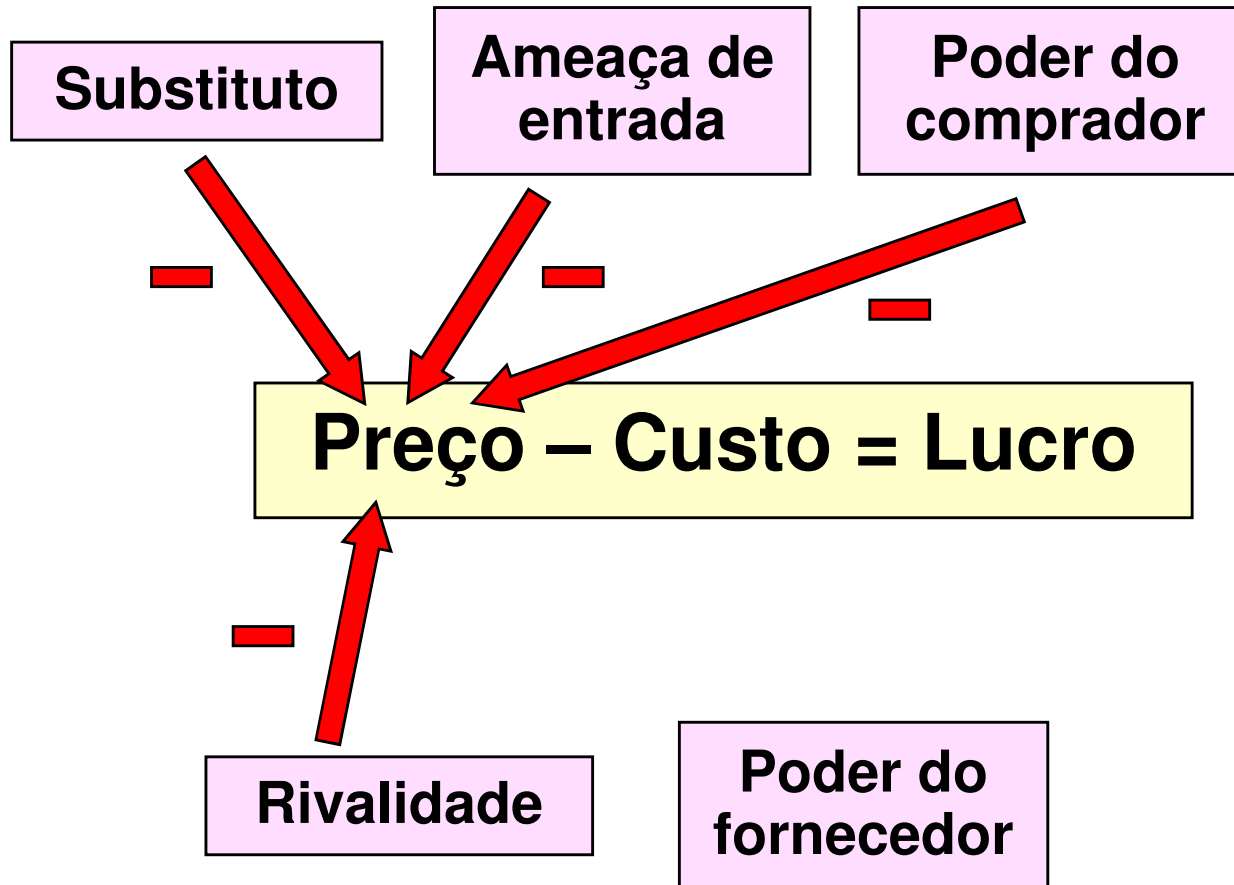 Substituto
Ameaça de
entrada
Poder do
comprador
Preço – Custo = Lucro
Rivalidade
Poder do
fornecedor